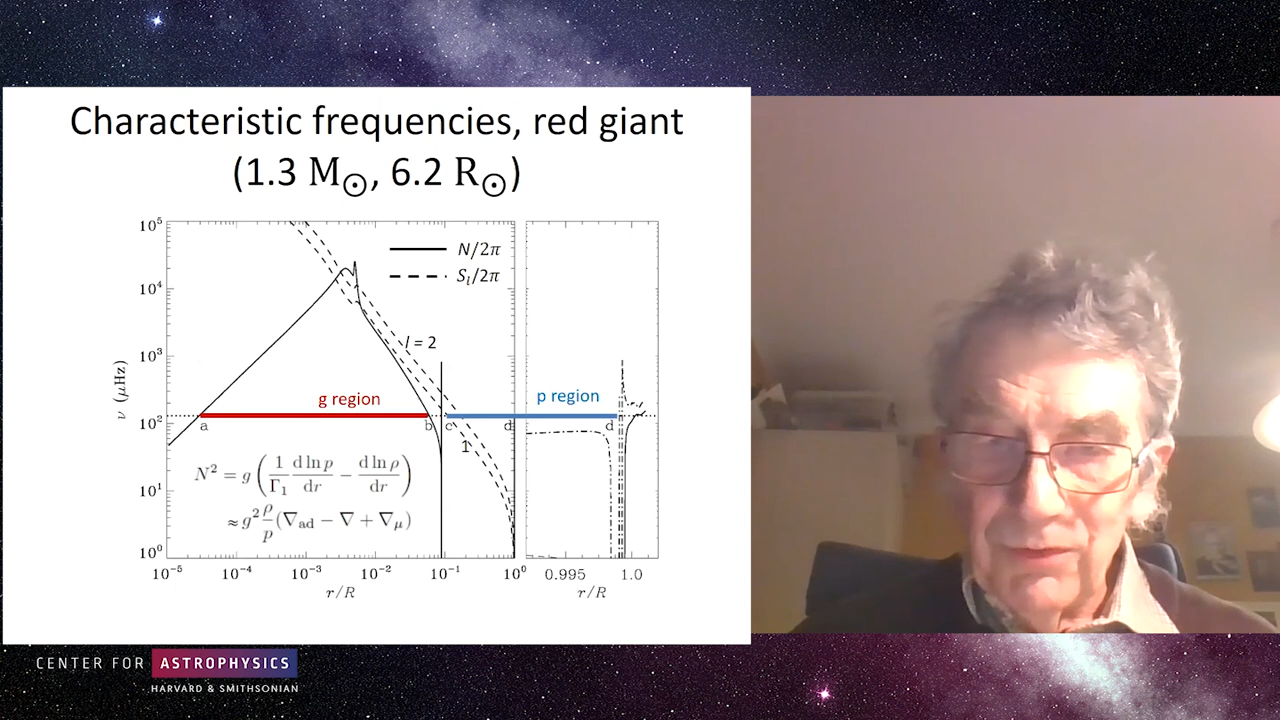 Characteristic frequencies, red giant
(1.3 M☉, 6.2 R☉)
10⁵
10⁴
10³
10²
10¹
10⁰
ν (μHz)
N/2π
Sₗ/2π
l = 2
g region
p region
a
b
c
d
d
1
N² = g ( 1/Γ₁ d ln p/dr − d ln ρ/dr )
≈ g² ρ/p (∇ad − ∇ + ∇μ)
10⁻⁵ 10⁻⁴ 10⁻³ 10⁻² 10⁻¹ 10⁰ 0.995 1.0
r/R r/R
CENTER FOR ASTROPHYSICS
HARVARD & SMITHSONIAN